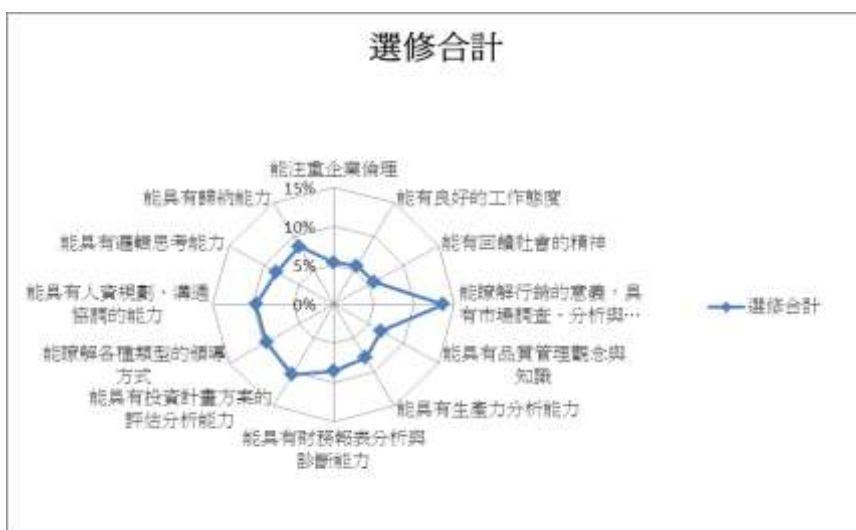 選修合計
能注重企業倫理
15%
能具有歸納能力
能有良好的工作態度
10%
能具有邏輯思考能力
能有回饋社會的精神
5%
能具有人資規劃、溝通
協調的能力
0%
能瞭解行銷的意義，具
有市場調查、分析與…
選修合計
能瞭解各種類型的領導
方式
能具有品質管理觀念與
知識
能具有投資計畫方案的
評估分析能力
能具有生產力分析能力
能具有財務報表分析與
診斷能力